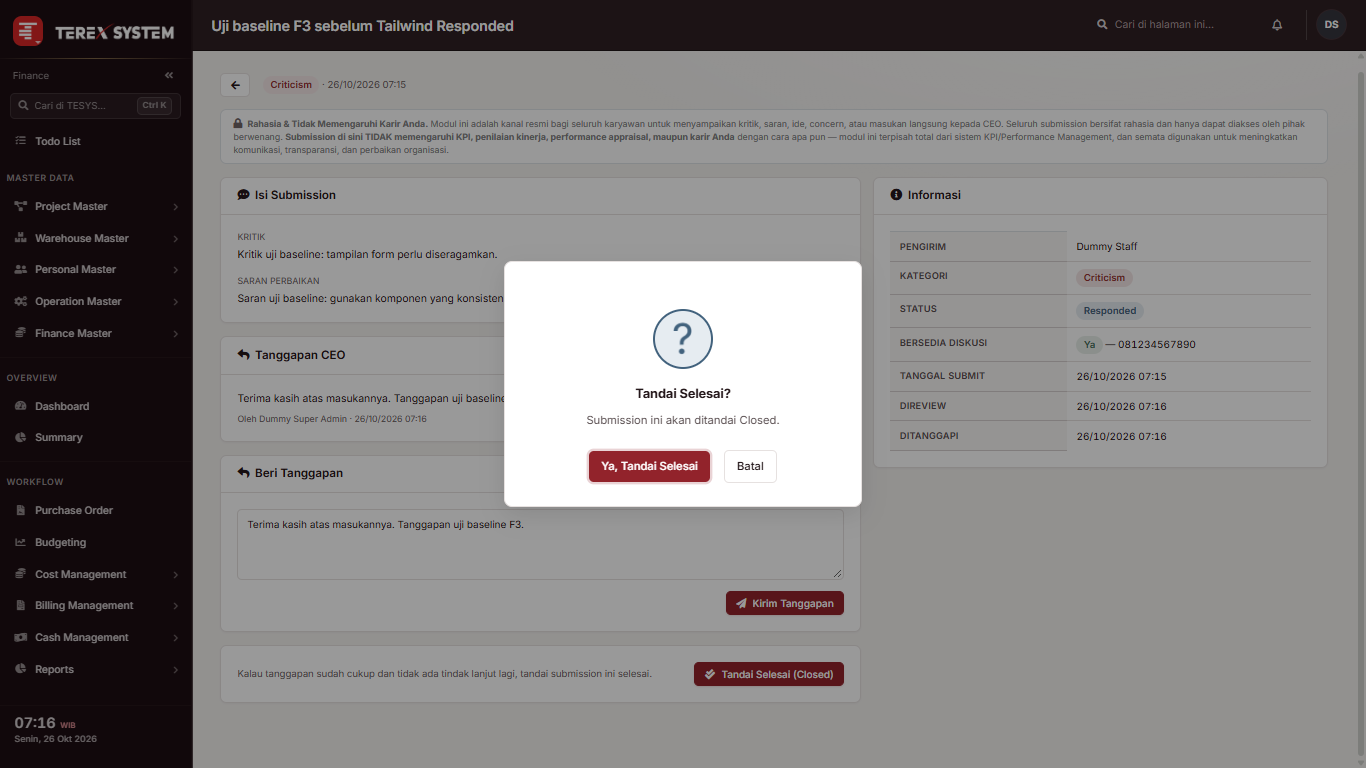 TEREX SYSTEM
Uji baseline F3 sebelum Tailwind Responded
Cari di halaman ini...
DS
Finance
Cari di TESYS...
Ctrl K
Todo List
MASTER DATA
Project Master
Warehouse Master
Personal Master
Operation Master
Finance Master
OVERVIEW
Dashboard
Summary
WORKFLOW
Purchase Order
Budgeting
Cost Management
Billing Management
Cash Management
Reports
07:16 WIB
Senin, 26 Okt 2026
Criticism · 26/10/2026 07:15
Rahasia & Tidak Memengaruhi Karir Anda. Modul ini adalah kanal resmi bagi seluruh karyawan untuk menyampaikan kritik, saran, ide, concern, atau masukan langsung kepada CEO. Seluruh submission bersifat rahasia dan hanya dapat diakses oleh pihak
berwenang. Submission di sini TIDAK memengaruhi KPI, penilaian kinerja, performance appraisal, maupun karir Anda dengan cara apa pun — modul ini terpisah total dari sistem KPI/Performance Management, dan semata digunakan untuk meningkatkan
komunikasi, transparansi, dan perbaikan organisasi.
Isi Submission
KRITIK
Kritik uji baseline: tampilan form perlu diseragamkan.
SARAN PERBAIKAN
Saran uji baseline: gunakan komponen yang konsisten
Tanggapan CEO
Terima kasih atas masukannya. Tanggapan uji baseline
Oleh Dummy Super Admin · 26/10/2026 07:16
Beri Tanggapan
Terima kasih atas masukannya. Tanggapan uji baseline F3.
Kirim Tanggapan
Kalau tanggapan sudah cukup dan tidak ada tindak lanjut lagi, tandai submission ini selesai.
Tandai Selesai (Closed)
Informasi
PENGIRIM Dummy Staff
KATEGORI Criticism
STATUS Responded
BERSEDIA DISKUSI Ya — 081234567890
TANGGAL SUBMIT 26/10/2026 07:15
DIREVIEW 26/10/2026 07:16
DITANGGAPI 26/10/2026 07:16
?
Tandai Selesai?
Submission ini akan ditandai Closed.
Ya, Tandai Selesai
Batal